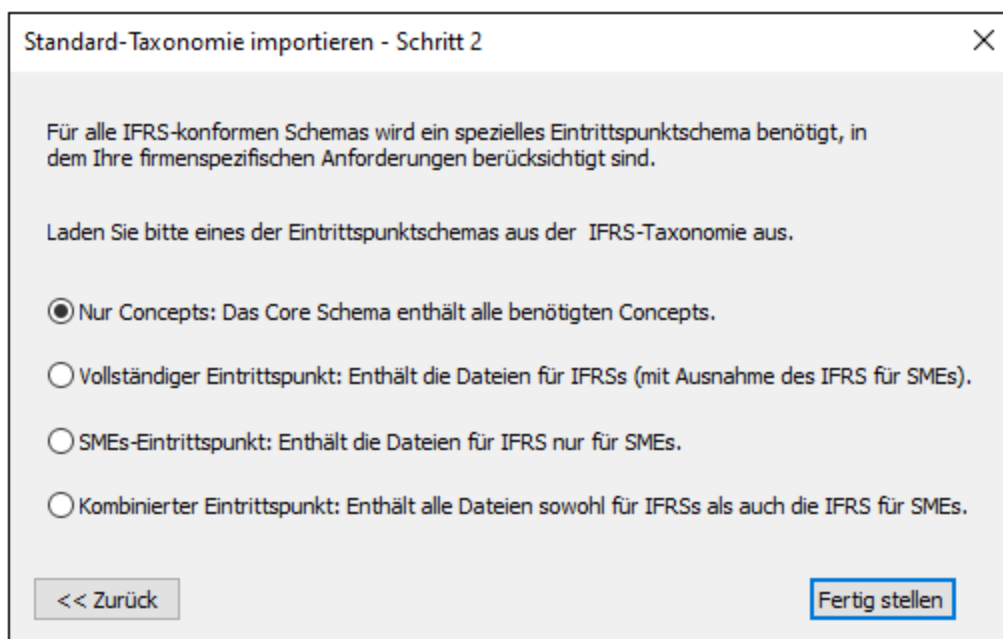 Standard-Taxonomie importieren - Schritt 2
Für alle IFRS-konformen Schemas wird ein spezielles Eintrittspunktschema benötigt, in
dem Ihre firmenspezifischen Anforderungen berücksichtigt sind.
Laden Sie bitte eines der Eintrittspunktschemas aus der  IFRS-Taxonomie aus.
Nur Concepts: Das Core Schema enthält alle benötigten Concepts.
Vollständiger Eintrittspunkt: Enthält die Dateien für IFRSs (mit Ausnahme des IFRS für SMEs).
SMEs-Eintrittspunkt: Enthält die Dateien für IFRS nur für SMEs.
Kombinierter Eintrittspunkt: Enthält alle Dateien sowohl für IFRSs als auch die IFRS für SMEs.
<< Zurück
Fertig stellen